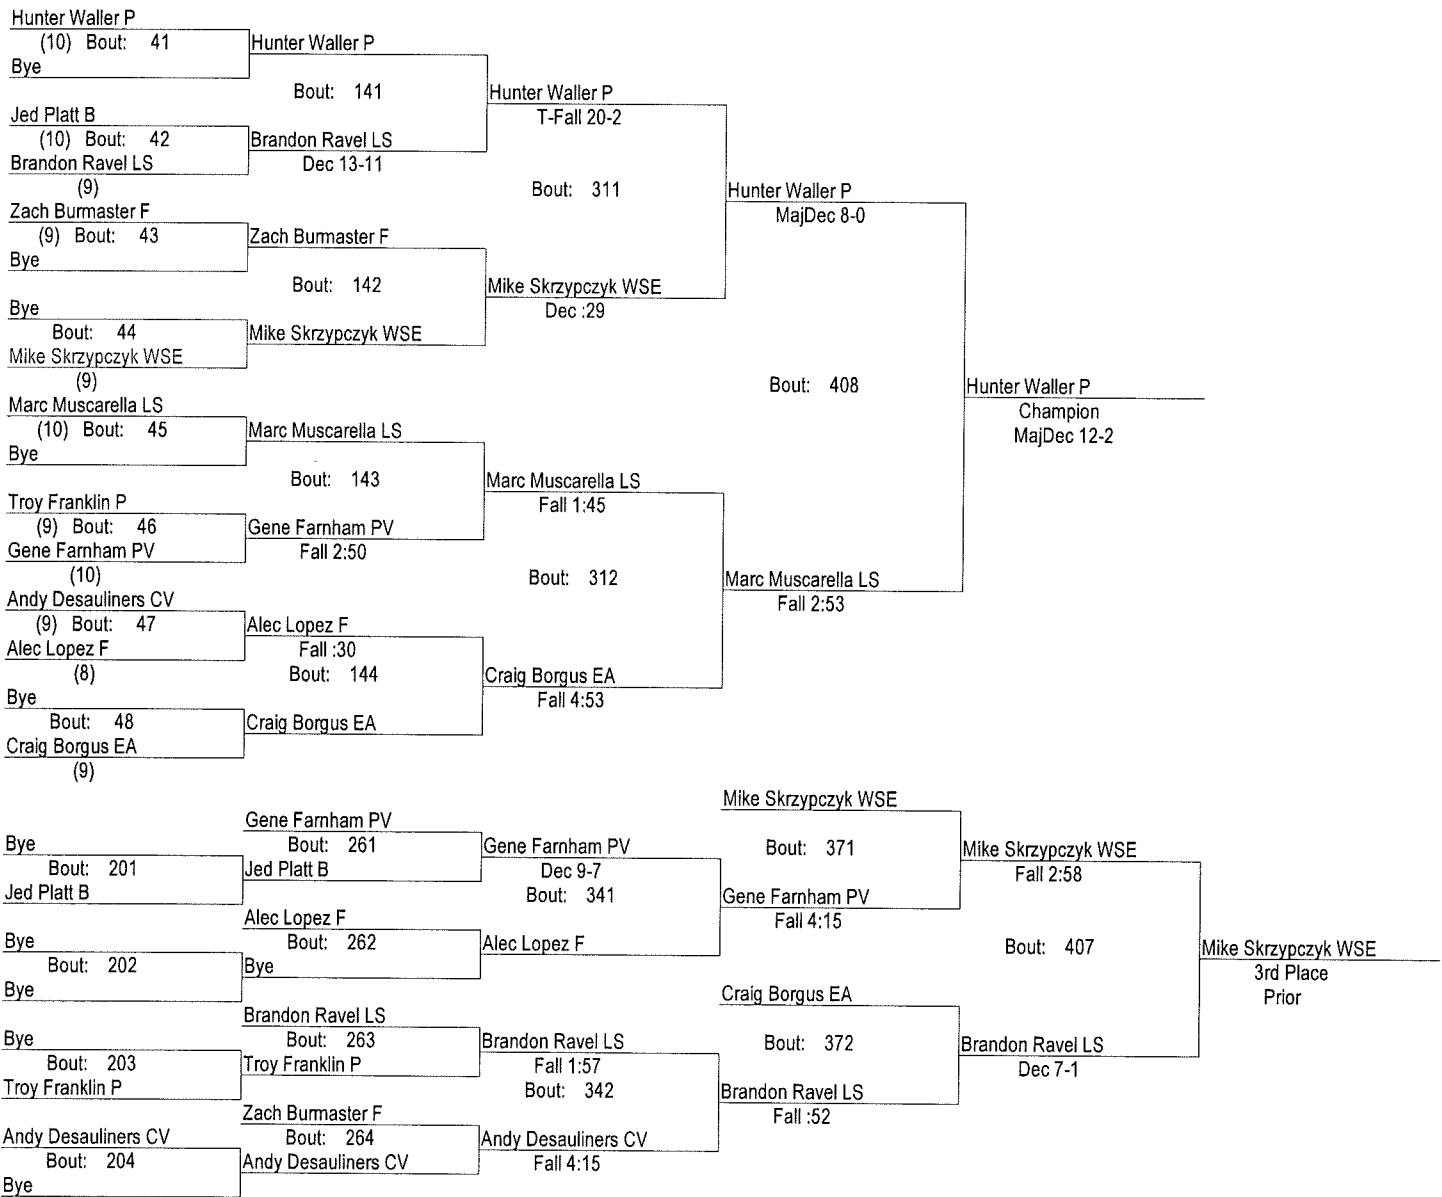 Hunter Waller P
(10) Bout: 41
Bye
Hunter Waller P
Bout: 141
Jed Platt B
(10) Bout: 42
Brandon Ravel LS
(9)
Brandon Ravel LS
Dec 13-11
Hunter Waller P
T-Fall 20-2
Bout: 311
Zach Burmaster F
(9) Bout: 43
Bye
Zach Burmaster F
Bout: 142
Bye
Bout: 44
Mike Skrzypczyk WSE
(9)
Mike Skrzypczyk WSE
Mike Skrzypczyk WSE
Dec :29
Hunter Waller P
MajDec 8-0
Bout: 408
Marc Muscarella LS
(10) Bout: 45
Bye
Marc Muscarella LS
Bout: 143
Troy Franklin P
(9) Bout: 46
Gene Farnham PV
(10)
Gene Farnham PV
Fall 2:50
Marc Muscarella LS
Fall 1:45
Bout: 312
Andy Desauliners CV
(9) Bout: 47
Alec Lopez F
(8)
Alec Lopez F
Fall :30
Bout: 144
Bye
Bout: 48
Craig Borgus EA
(9)
Craig Borgus EA
Craig Borgus EA
Fall 4:53
Marc Muscarella LS
Fall 2:53
Hunter Waller P
Champion
MajDec 12-2
Bye
Bout: 201
Jed Platt B
Gene Farnham PV
Bout: 261
Jed Platt B
Gene Farnham PV
Dec 9-7
Bout: 341
Bye
Bout: 202
Bye
Alec Lopez F
Bout: 262
Bye
Alec Lopez F
Mike Skrzypczyk WSE
Bout: 371
Gene Farnham PV
Fall 4:15
Mike Skrzypczyk WSE
Fall 2:58
Bout: 407
Bye
Bout: 203
Troy Franklin P
Brandon Ravel LS
Bout: 263
Troy Franklin P
Brandon Ravel LS
Fall 1:57
Bout: 342
Andy Desauliners CV
Bout: 204
Bye
Zach Burmaster F
Bout: 264
Andy Desauliners CV
Andy Desauliners CV
Fall 4:15
Craig Borgus EA
Bout: 372
Brandon Ravel LS
Fall :52
Brandon Ravel LS
Dec 7-1
Mike Skrzypczyk WSE
3rd Place
Prior